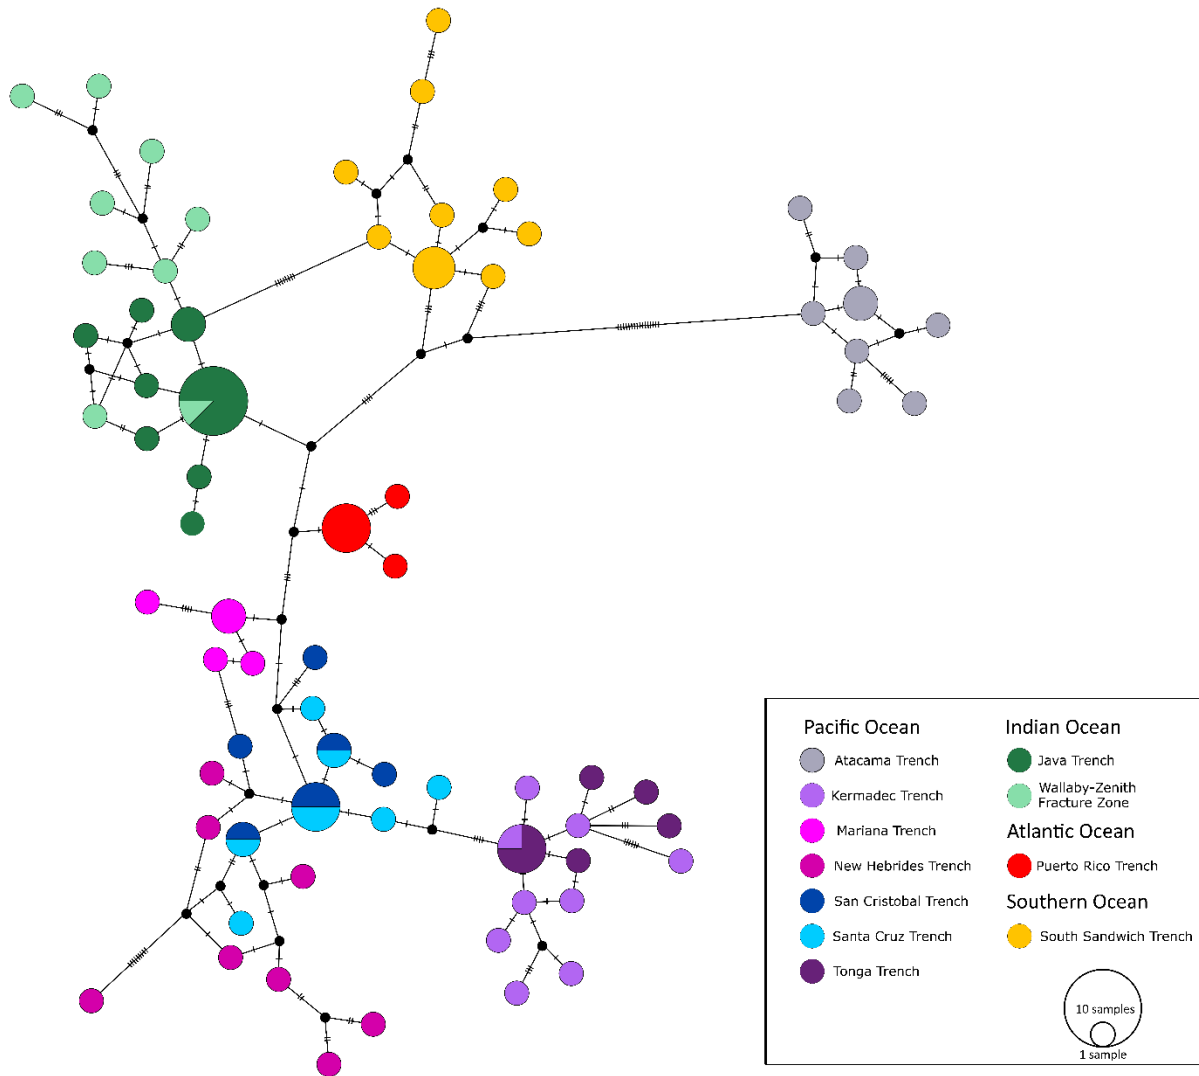 Pacific Ocean
Atacama Trench
Kermadec Trench
Mariana Trench
New Hebrides Trench
San Cristobal Trench
Santa Cruz Trench
Tonga Trench
Indian Ocean
Java Trench
Wallaby-Zenith
Fracture Zone
Atlantic Ocean
Puerto Rico Trench
Southern Ocean
South Sandwich Trench
10 samples
1 sample